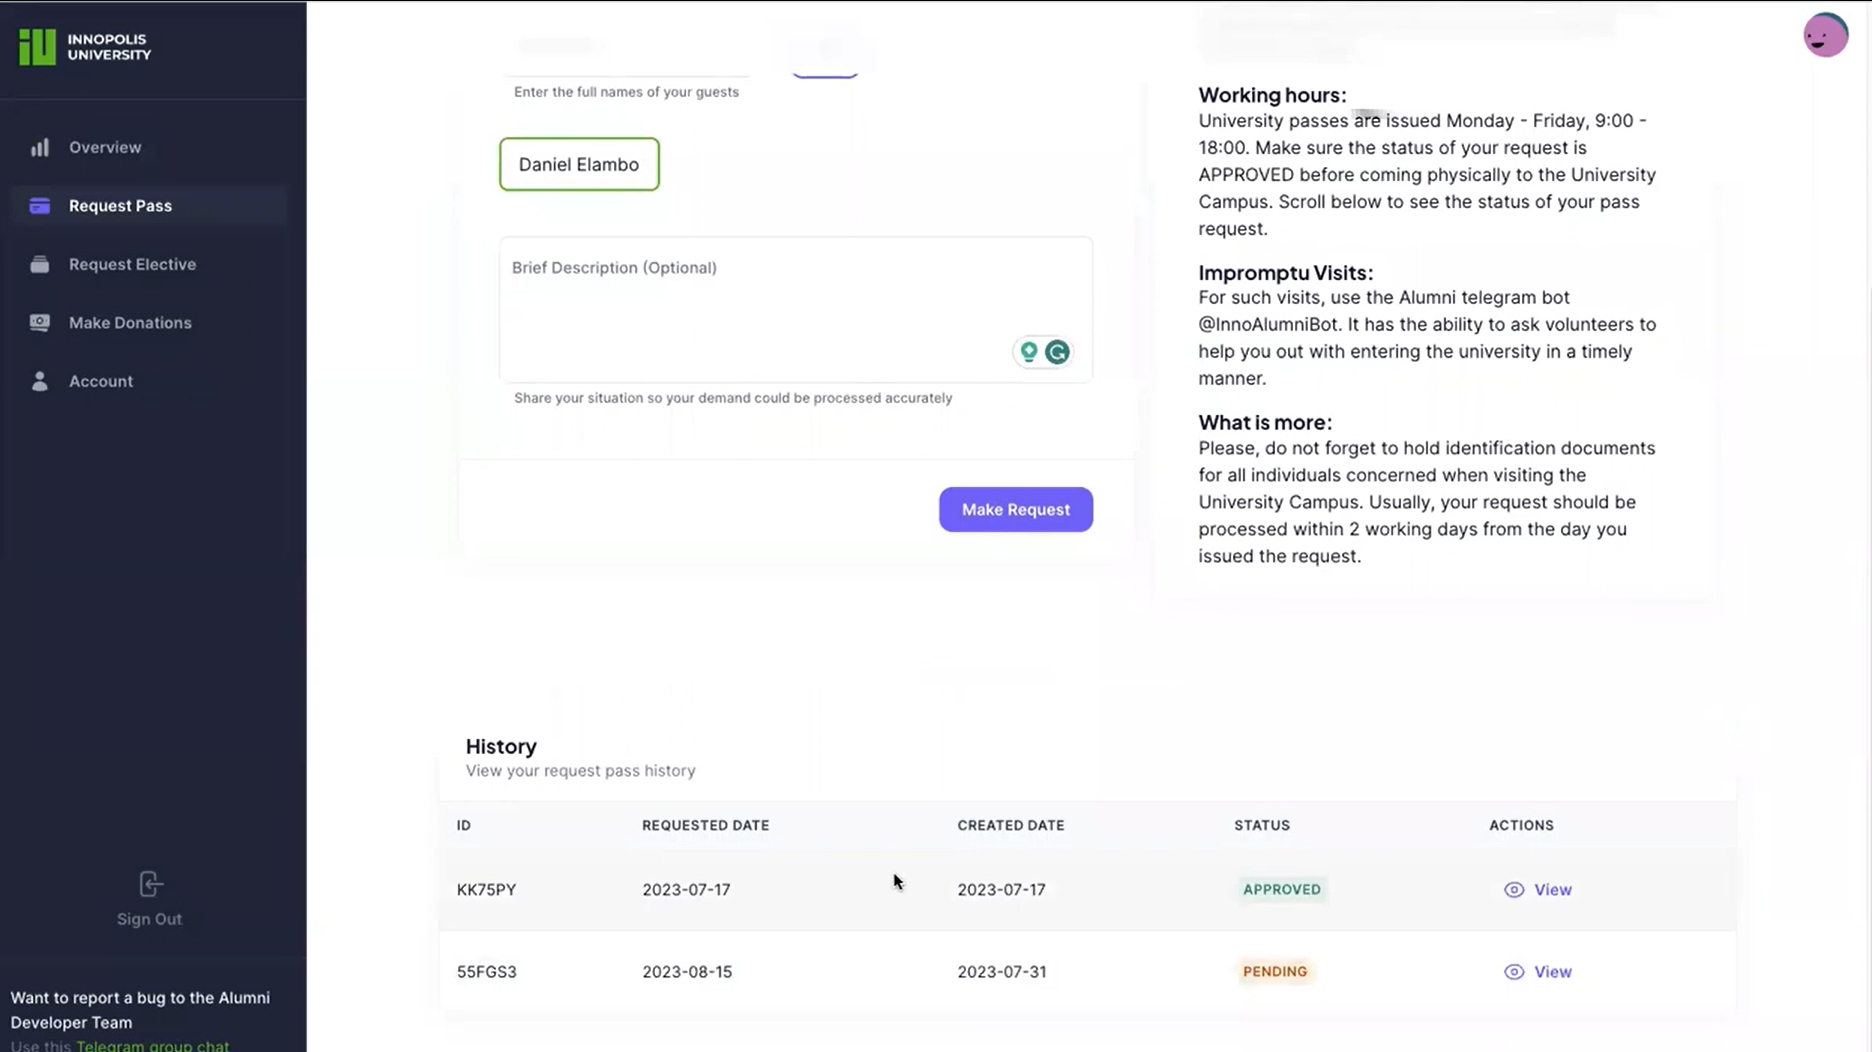 INNOPOLIS
UNIVERSITY
Overview
Request Pass
Request Elective
Make Donations
Account
Sign Out
Want to report a bug to the Alumni
Developer Team
Use this Telegram group chat
Enter the full names of your guests
Daniel Elambo
Brief Description (Optional)
Share your situation so your demand could be processed accurately
Make Request
Working hours:
University passes are issued Monday - Friday, 9:00 -
18:00. Make sure the status of your request is
APPROVED before coming physically to the University
Campus. Scroll below to see the status of your pass
request.
Impromptu Visits:
For such visits, use the Alumni telegram bot
@InnoAlumniBot. It has the ability to ask volunteers to
help you out with entering the university in a timely
manner.
What is more:
Please, do not forget to hold identification documents
for all individuals concerned when visiting the
University Campus. Usually, your request should be
processed within 2 working days from the day you
issued the request.
History
View your request pass history
ID REQUESTED DATE CREATED DATE STATUS ACTIONS
KK75PY 2023-07-17 2023-07-17 APPROVED View
55FGS3 2023-08-15 2023-07-31 PENDING View